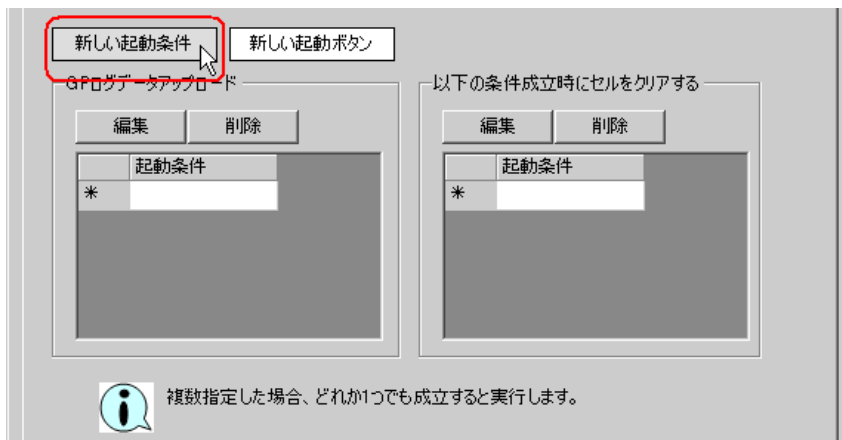 新しい起動条件 新しい起動ボタン
GPログデータアップロード
編集 削除
起動条件
*
以下の条件成立時にセルをクリアする
編集 削除
起動条件
*
複数指定した場合、どれか1つでも成立すると実行します。